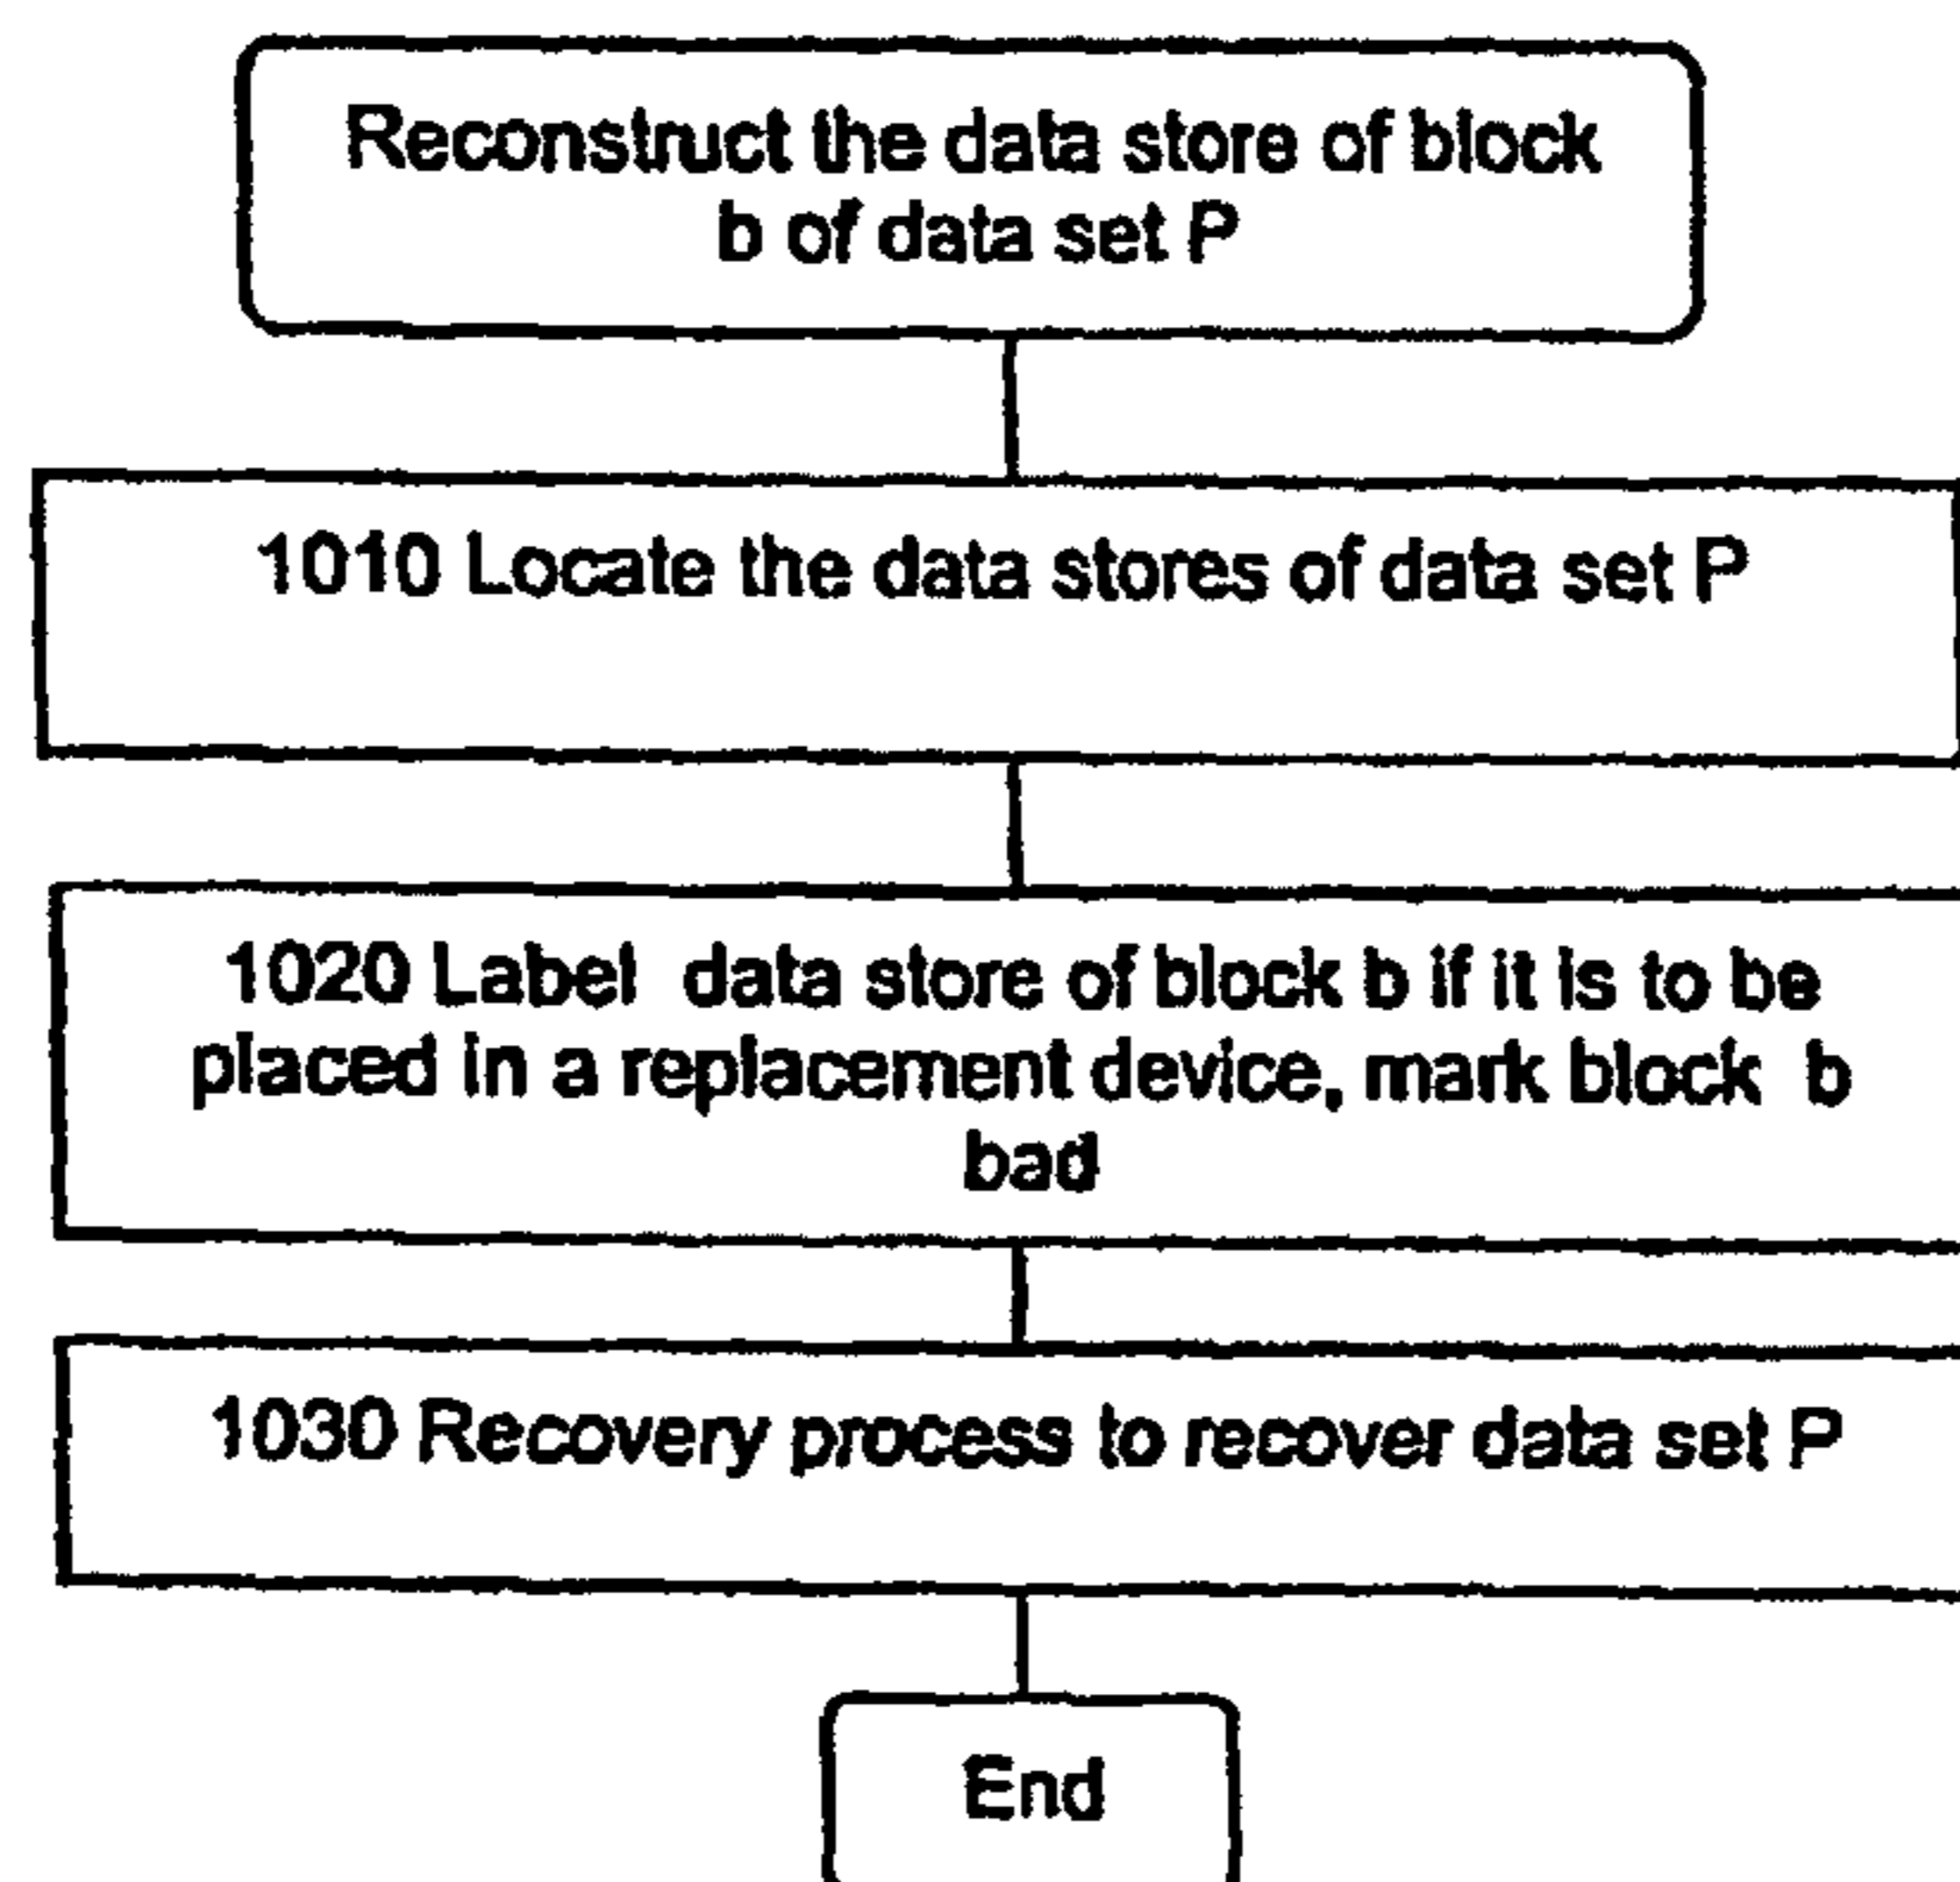 Reconstruct the data store of block
b of data set P
1010 Locate the data stores of data set P
1020 Label data store of block b if it is to be
placed in a replacement device, mark block b
bad
1030 Recovery process to recover data set P
End